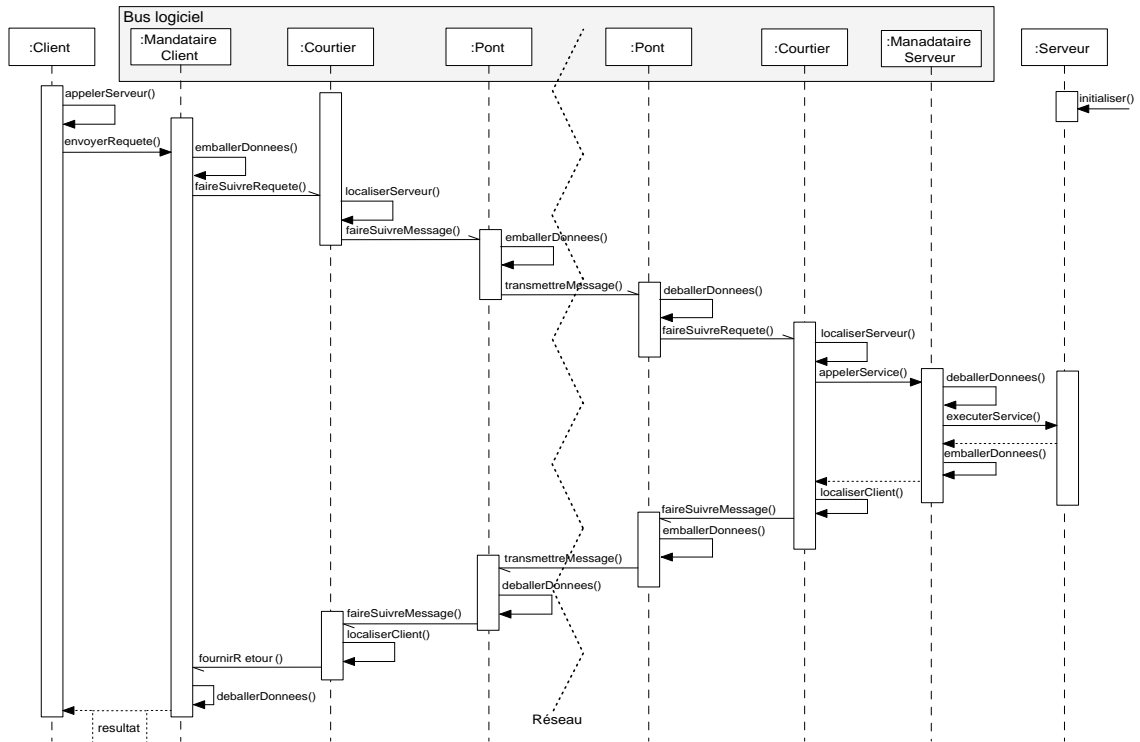 Bus logiciel
:Client
:Mandataire
Client
:Courtier
:Pont
:Pont
:Courtier
:Manadataire
Serveur
:Serveur
appelerServeur()
initialiser()
envoyerRequete()
emballerDonnees()
faireSuivreRequete()
localiserServeur()
faireSuivreMessage()
emballerDonnees()
transmettreMessage()
deballerDonnees()
faireSuivreRequete()
localiserServeur()
appelerService()
deballerDonnees()
executerService()
emballerDonnees()
localiserClient()
faireSuivreMessage()
emballerDonnees()
transmettreMessage()
deballerDonnees()
faireSuivreMessage()
localiserClient()
fournirR etour ()
deballerDonnees()
resultat
Réseau